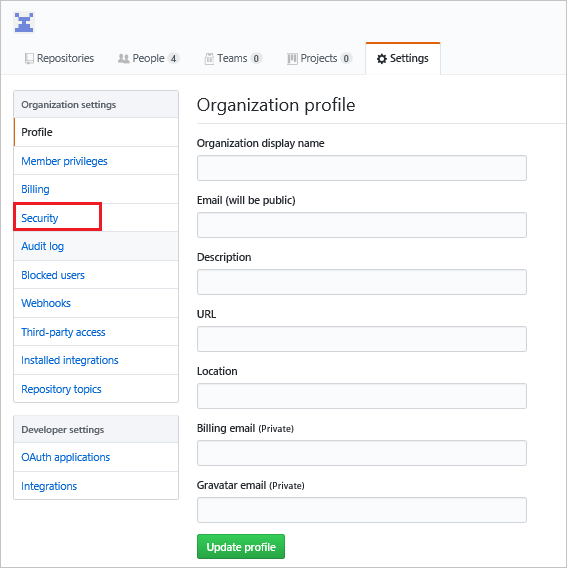 Repositories People 4 Teams 0 Projects 0 Settings
Organization settings
Profile
Member privileges
Billing
Security
Audit log
Blocked users
Webhooks
Third-party access
Installed integrations
Repository topics
Developer settings
OAuth applications
Integrations
Organization profile
Organization display name
Email (will be public)
Description
URL
Location
Billing email (Private)
Gravatar email (Private)
Update profile